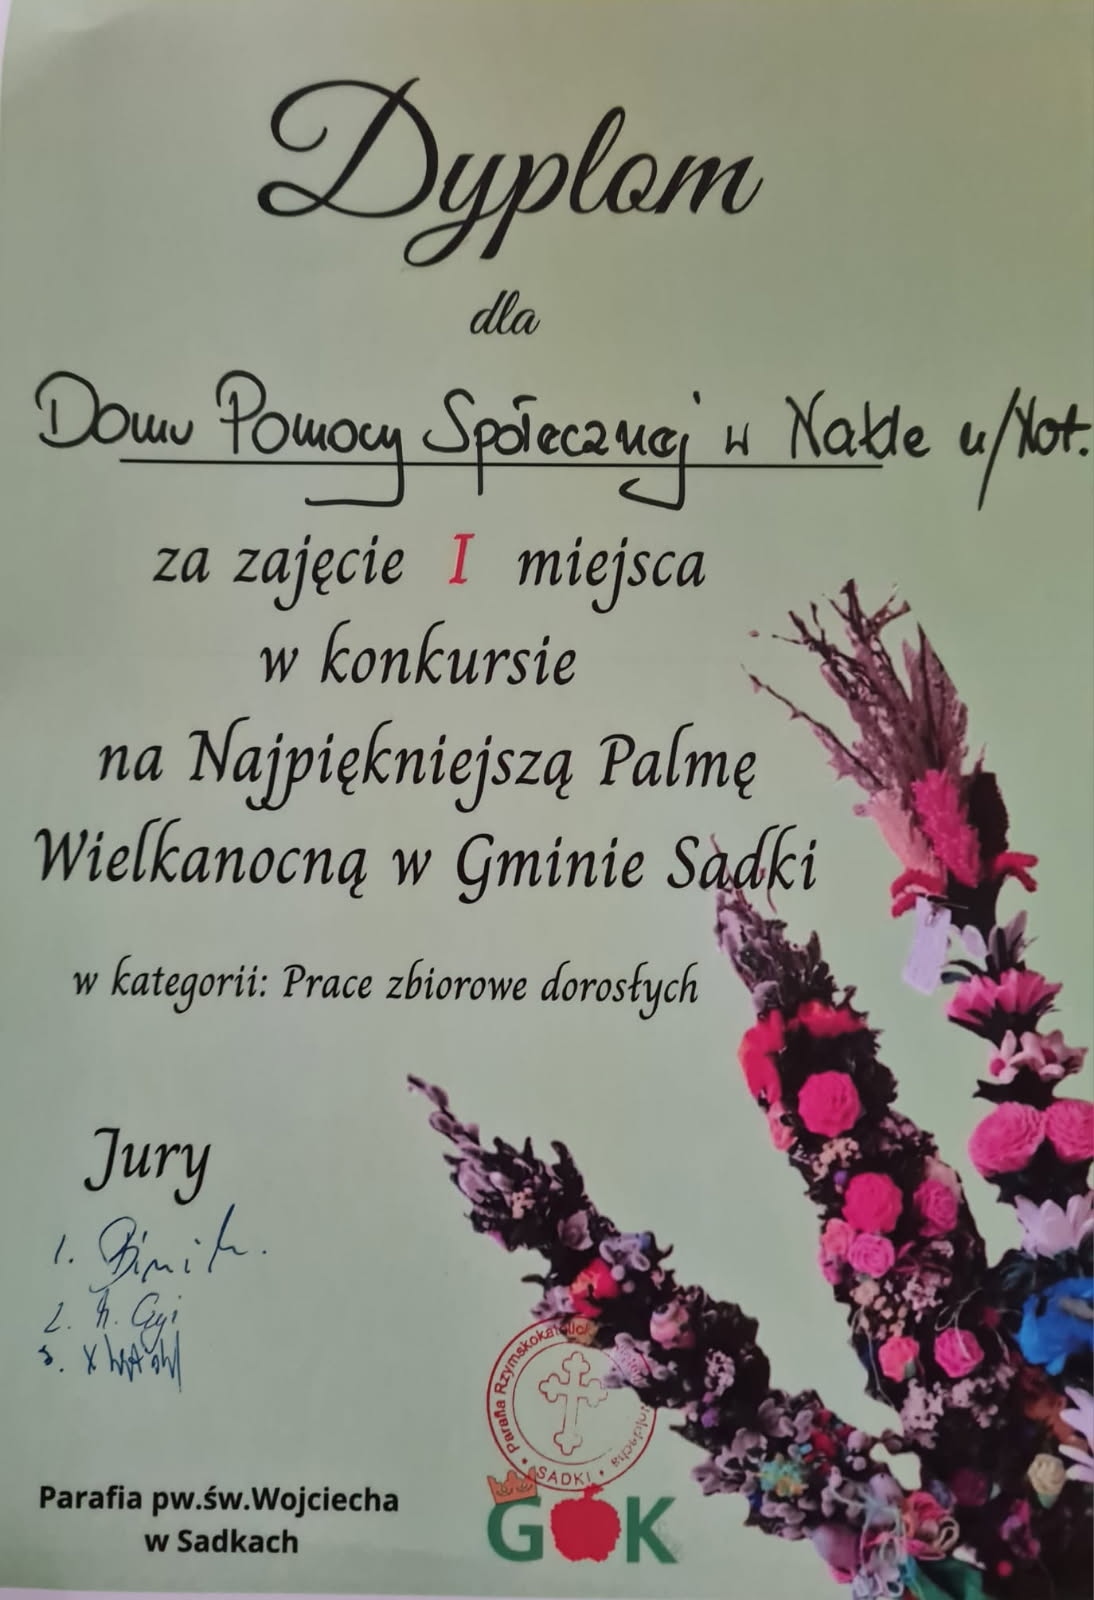 Dyplom
dla
Domu Pomocy Społecznej w Nakle n/Not.
za zajęcie I miejsca
w konkursie
na Najpiękniejszą Palmę
Wielkanocną w Gminie Sadki
w kategorii: Prace zbiorowe dorosłych
Jury
1.
2.
3.
Parafia Rzymskokatolic
SADKI
Parafia pw.św.Wojciecha
w Sadkach
GOK